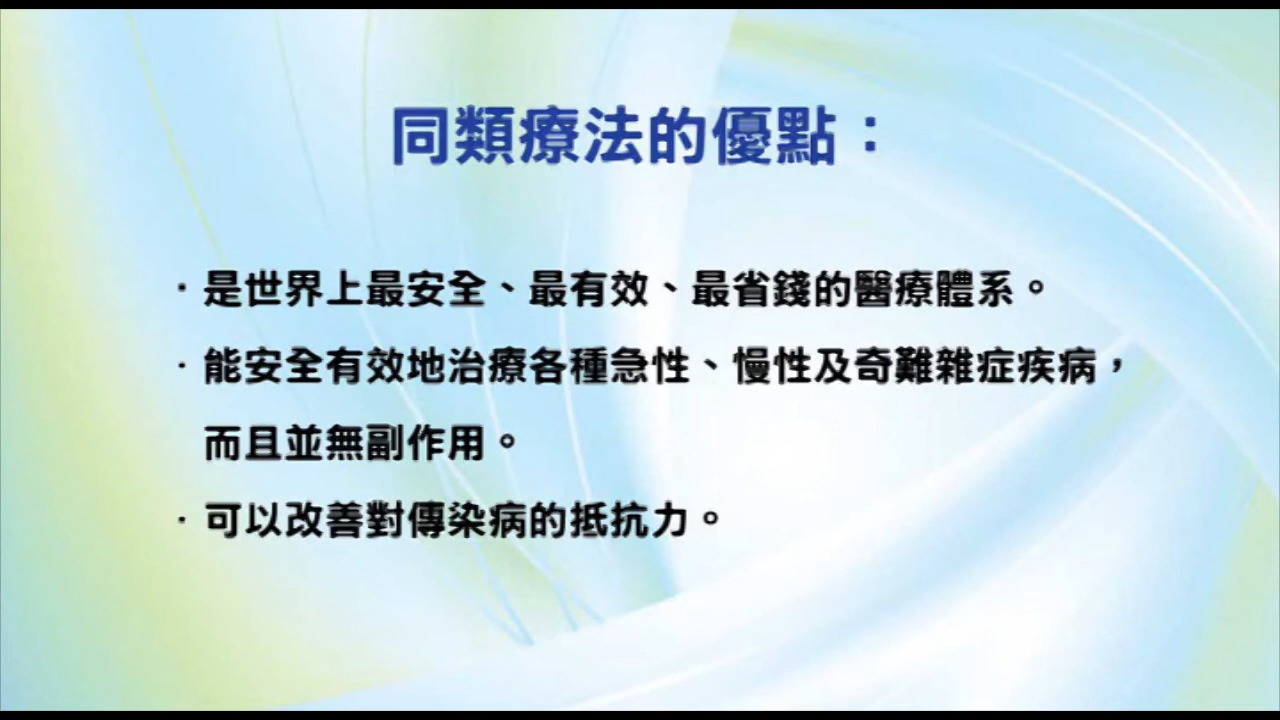 同類療法的優點：
·是世界上最安全、最有效、最省錢的醫療體系。
·能安全有效地治療各種急性、慢性及奇難雜症疾病，
而且並無副作用。
·可以改善對傳染病的抵抗力。